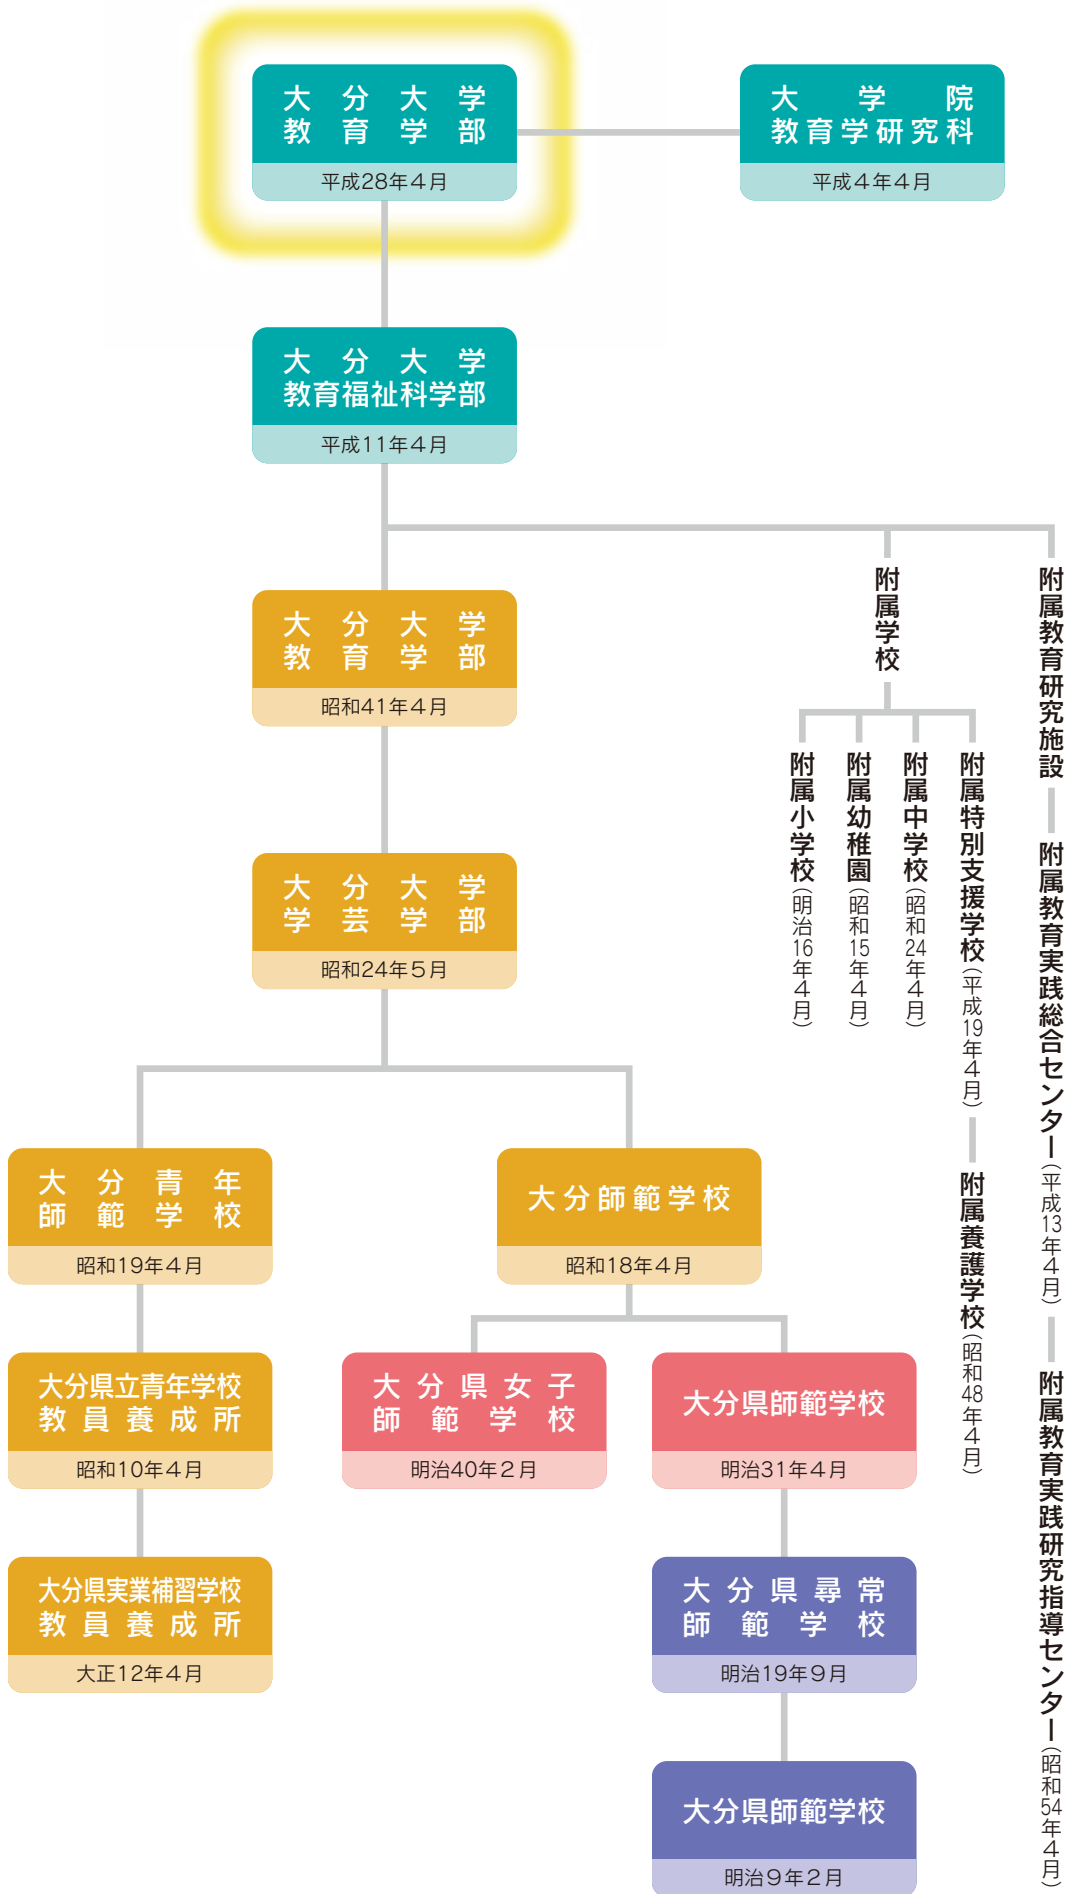 大分大学
教育学部
平成28年4月
大学院
教育学研究科
平成4年4月
大分大学
教育福祉科学部
平成11年4月
大分大学
教育学部
昭和41年4月
大分大学
学芸学部
昭和24年5月
大分青年
師範学校
昭和19年4月
大分師範学校
昭和18年4月
大分県立青年学校
教員養成所
昭和10年4月
大分県女子
師範学校
明治40年2月
大分県師範学校
明治31年4月
大分県実業補習学校
教員養成所
大正12年4月
大分県尋常
師範学校
明治19年9月
大分県師範学校
明治9年2月
附属学校
附属小学校（明治16年4月）
附属幼稚園（昭和15年4月）
附属中学校（昭和24年4月）
附属特別支援学校（平成19年4月）
附属養護学校（昭和48年4月）
附属教育研究施設
附属教育実践総合センター（平成13年4月）
附属教育実践研究指導センター（昭和54年4月）